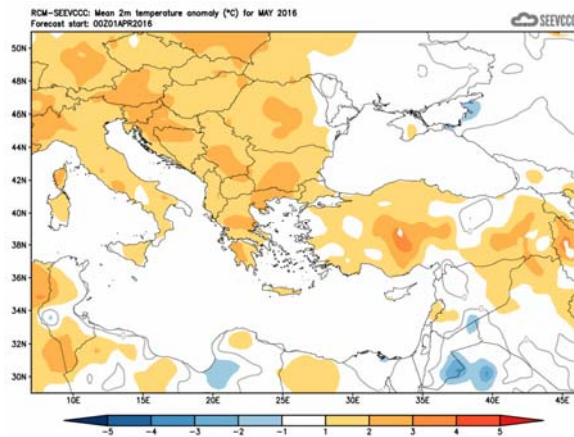 RCM-SEEVCCC: Mean 2m temperature anomaly (°C) for MAY 2016
Forecast start: 00Z01APR2016
SEEVCCC
50N
48N
46N
44N
42N
40N
38N
36N
34N
32N
30N
10E 15E 20E 25E 30E 35E 40E 45E
-5 -4 -3 -2 -1 1 2 3 4 5